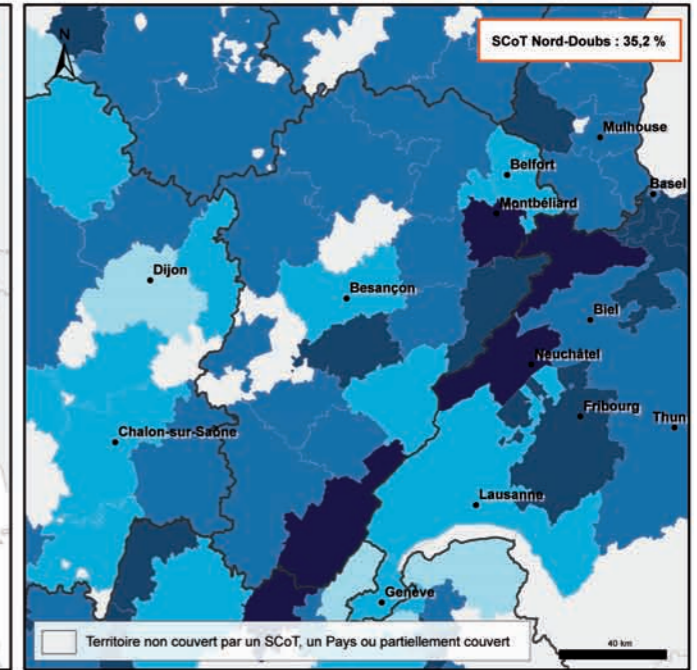 N
SCoT Nord-Doubs : 35,2 %
Mulhouse
Belfort
Basel
Montbéliard
Dijon
Besançon
Biel
Neuchâtel
Fribourg
Thun
Chalon-sur-Saône
Lausanne
Genève
Territoire non couvert par un SCoT, un Pays ou partiellement couvert
40 km